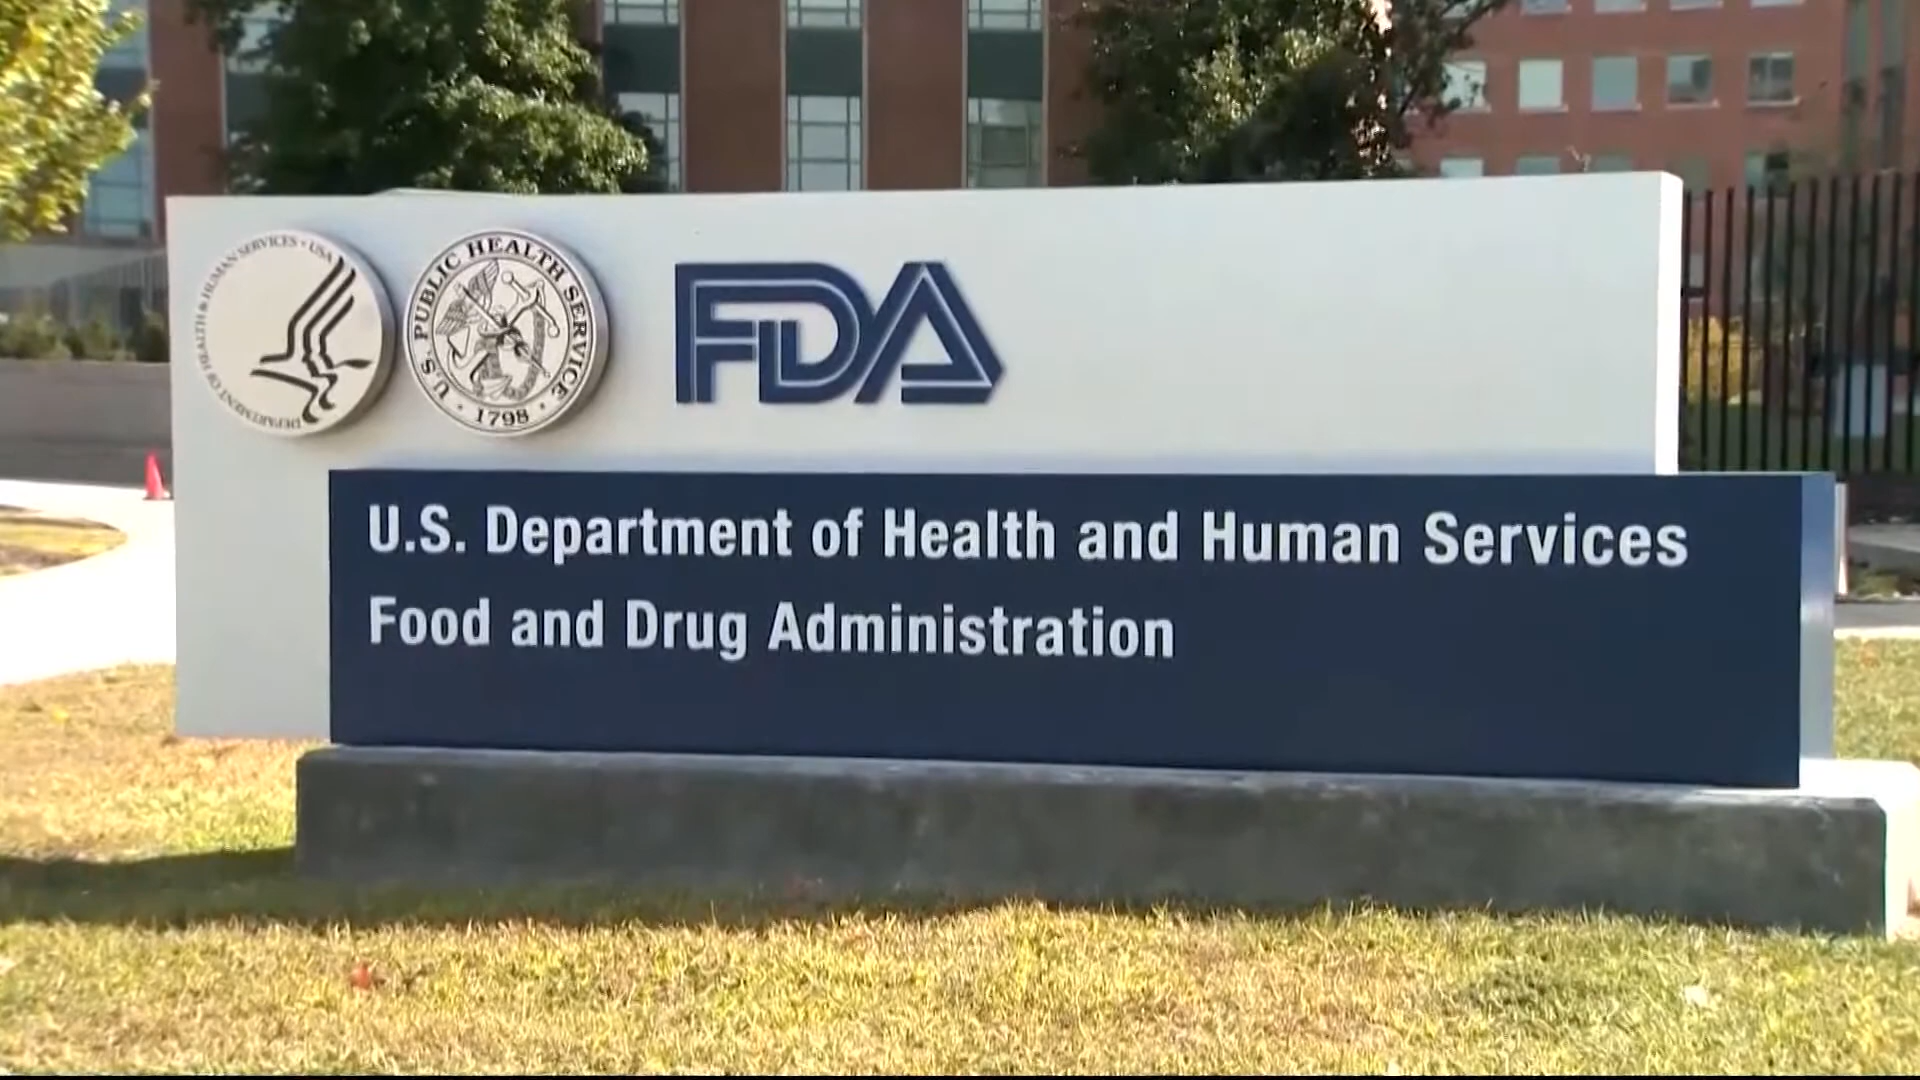 DEPARTMENT OF HEALTH & HUMAN SERVICES • USA
U.S. PUBLIC HEALTH SERVICE
• 1798 •
FDA
U.S. Department of Health and Human Services
Food and Drug Administration